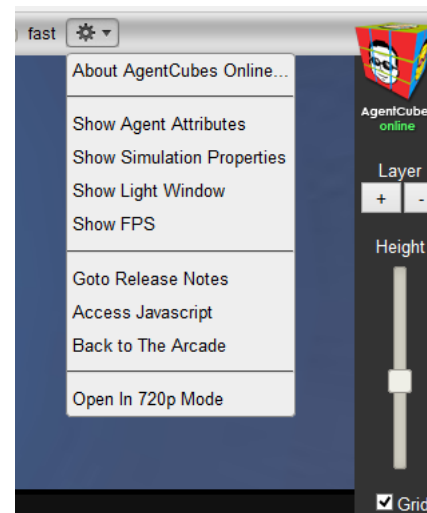 fast
About AgentCubes Online...
Show Agent Attributes
Show Simulation Properties
Show Light Window
Show FPS
Goto Release Notes
Access Javascript
Back to The Arcade
Open In 720p Mode
AgentCube
online
Layer
+ -
Height
Grid